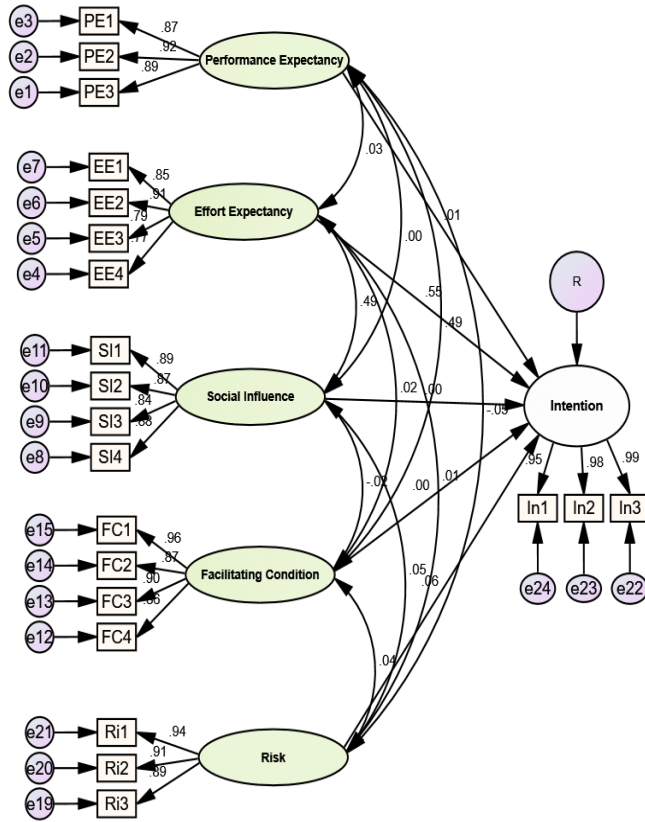 e3 PE1 .87
e2 PE2 .92
e1 PE3 .89
Performance Expectancy
e7 EE1 .85
e6 EE2 .91
e5 EE3 .79
e4 EE4 .77
Effort Expectancy
e11 SI1 .89
e10 SI2 .87
e9 SI3 .84
e8 SI4 .88
Social Influence
e15 FC1 .96
e14 FC2 .87
e13 FC3 .90
e12 FC4 .86
Facilitating Condition
e21 Ri1 .94
e20 Ri2 .91
e19 Ri3 .89
Risk
.03
.01
.00
.55
.49
.49
.02
.00
-.05
-.02
.00
.01
.05
.06
.04
R
Intention
.95 .98 .99
In1 In2 In3
e24 e23 e22